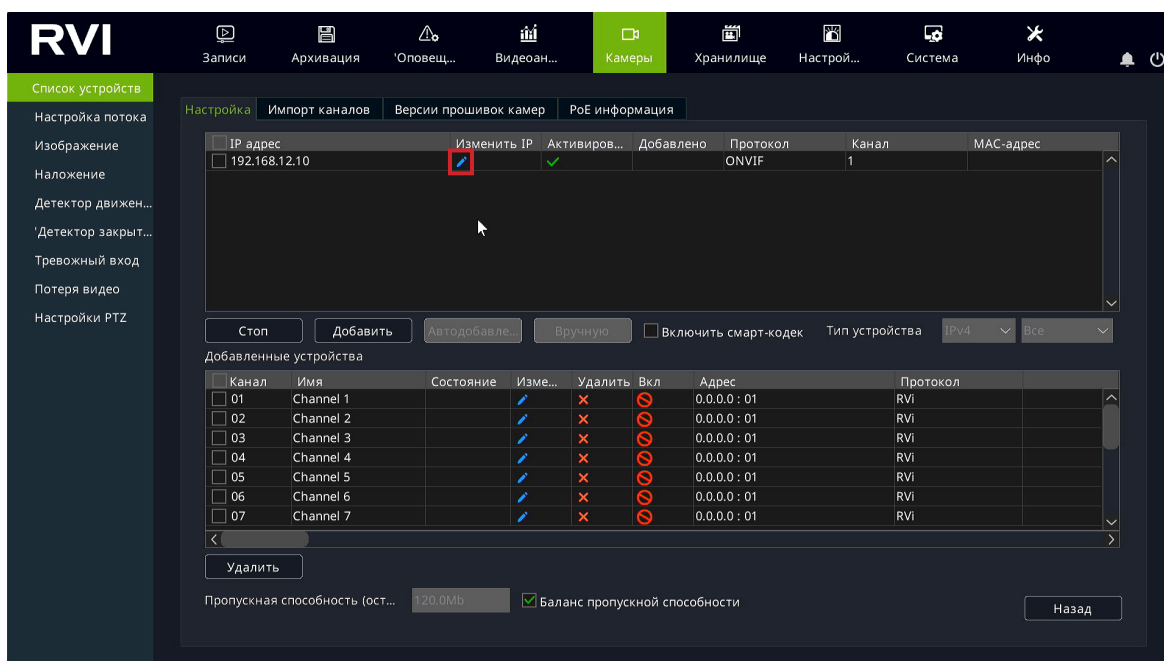 RVI
Записи Архивация 'Оповещ... Видеоан... Камеры Хранилище Настрой... Система Инфо
Список устройств
Настройка потока
Изображение
Наложение
Детектор движен...
'Детектор закрыт...
Тревожный вход
Потеря видео
Настройки PTZ
Настройка Импорт каналов Версии прошивок камер PoE информация
IP адрес Изменить IP Активиров... Добавлено Протокол Канал MAC-адрес
192.168.12.10 ONVIF 1
Стоп Добавить Автодобавле... Вручную Включить смарт-кодек Тип устройства IPv4 Все
Добавленные устройства
Канал Имя Состояние Изме... Удалить Вкл Адрес Протокол
01 Channel 1 0.0.0.0 : 01 RVi
02 Channel 2 0.0.0.0 : 01 RVi
03 Channel 3 0.0.0.0 : 01 RVi
04 Channel 4 0.0.0.0 : 01 RVi
05 Channel 5 0.0.0.0 : 01 RVi
06 Channel 6 0.0.0.0 : 01 RVi
07 Channel 7 0.0.0.0 : 01 RVi
Удалить
Пропускная способность (ост... 120.0Mb Баланс пропускной способности
Назад